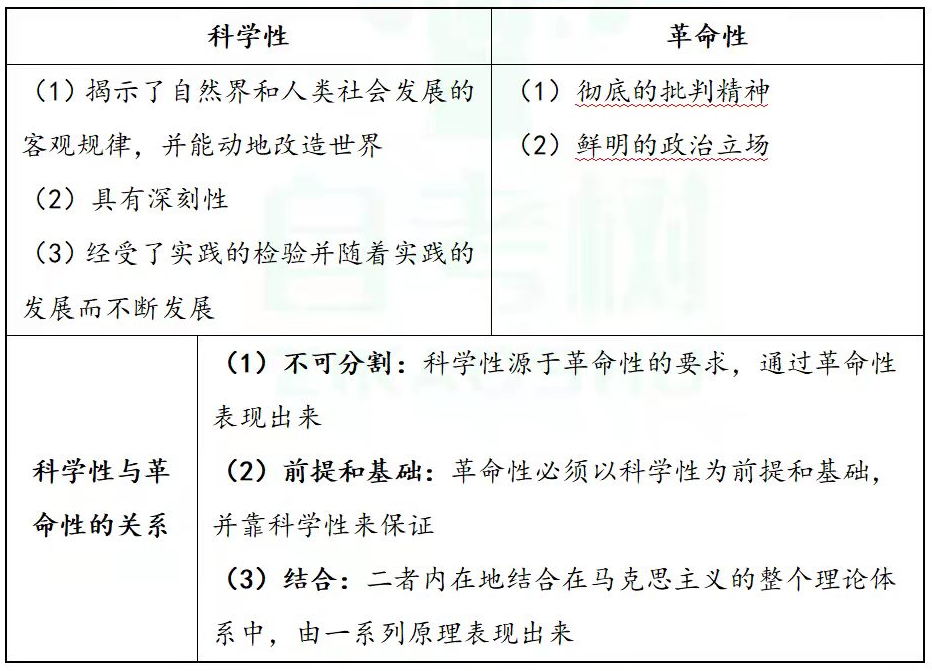 科学性
革命性
（1）揭示了自然界和人类社会发展的
客观规律，并能动地改造世界
（2）具有深刻性
（3）经受了实践的检验并随着实践的
发展而不断发展
（1）彻底的批判精神
（2）鲜明的政治立场
科学性与革
命性的关系
（1）不可分割：科学性源于革命性的要求，通过革命性
表现出来
（2）前提和基础：革命性必须以科学性为前提和基础，
并靠科学性来保证
（3）结合：二者内在地结合在马克思主义的整个理论体
系中，由一系列原理表现出来
自考树